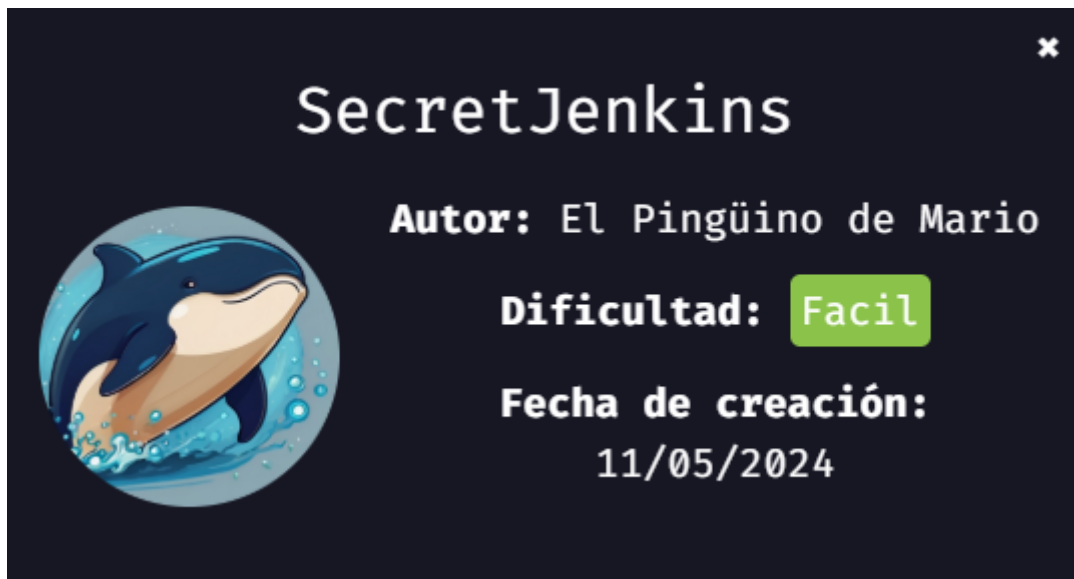 ✖
SecretJenkins
Autor: El Pingüino de Mario
Dificultad: Facil
Fecha de creación:
11/05/2024